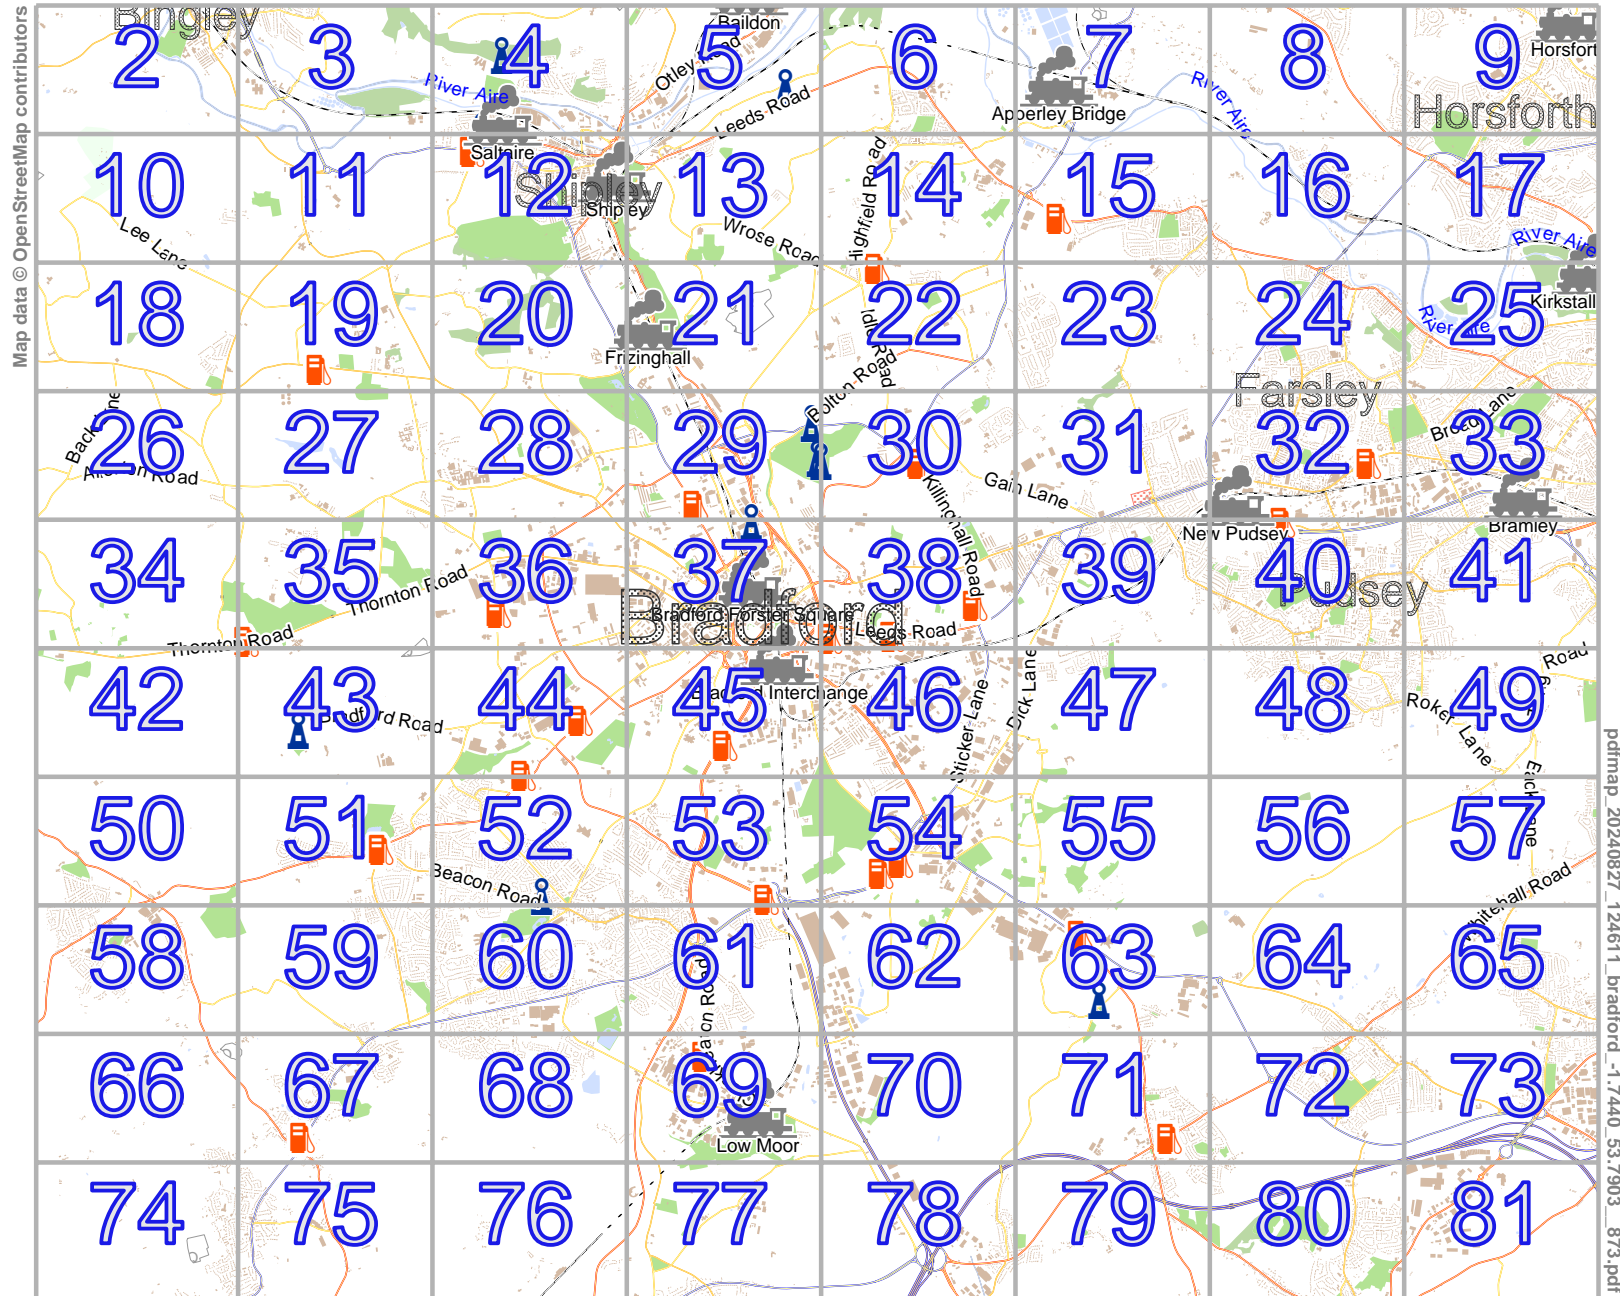 Map data © OpenStreetMap contributors
Bingley
Baildon
Horsfort
2 3 4 5 6 7 8 9
River Aire
Otley Road
Leeds Road
Apperley Bridge
River Aire
Horsforth
10 11 12 13 14 15 16 17
Saltaire
Shipley
Shipley
Highfield Road
Lee Lane
Wrose Road
River Aire
18 19 20 21 22 23 24 25
Kirkstall
Idle Road
River Aire
Frizinghall
Bolton Road
Farsley
26 27 28 29 30 31 32 33
Back Lane
Allerton Road
Broad Lane
Killinghall Road
Gain Lane
New Pudsey
Bramley
34 35 36 37 38 39 40 41
Thornton Road
Pudsey
Bradford
Bradford Forster Square
Thornton Road
Leeds Road
42 43 44 45 46 47 48 49
Bradford Interchange
Bradford Road
Sticker Lane
Dick Lane
Road
Roker Lane
50 51 52 53 54 55 56 57
Beacon Road
Whitehall Road
58 59 60 61 62 63 64 65
66 67 68 69 70 71 72 73
Low Moor
74 75 76 77 78 79 80 81
pdfmap_20240827_124611_bradford_-1.7440_53.7903__873.pdf